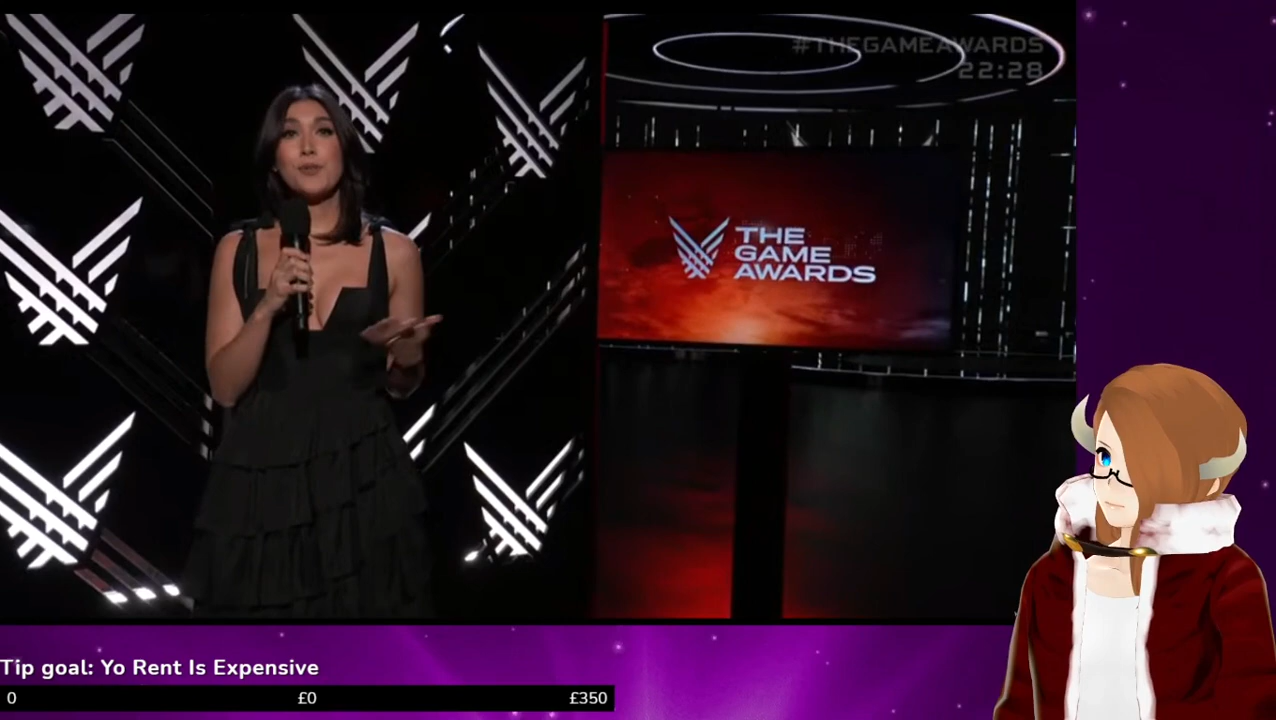 #THEGAMEAWARDS
22:28
THE
GAME
AWARDS
Tip goal: Yo Rent Is Expensive
0 £0 £350